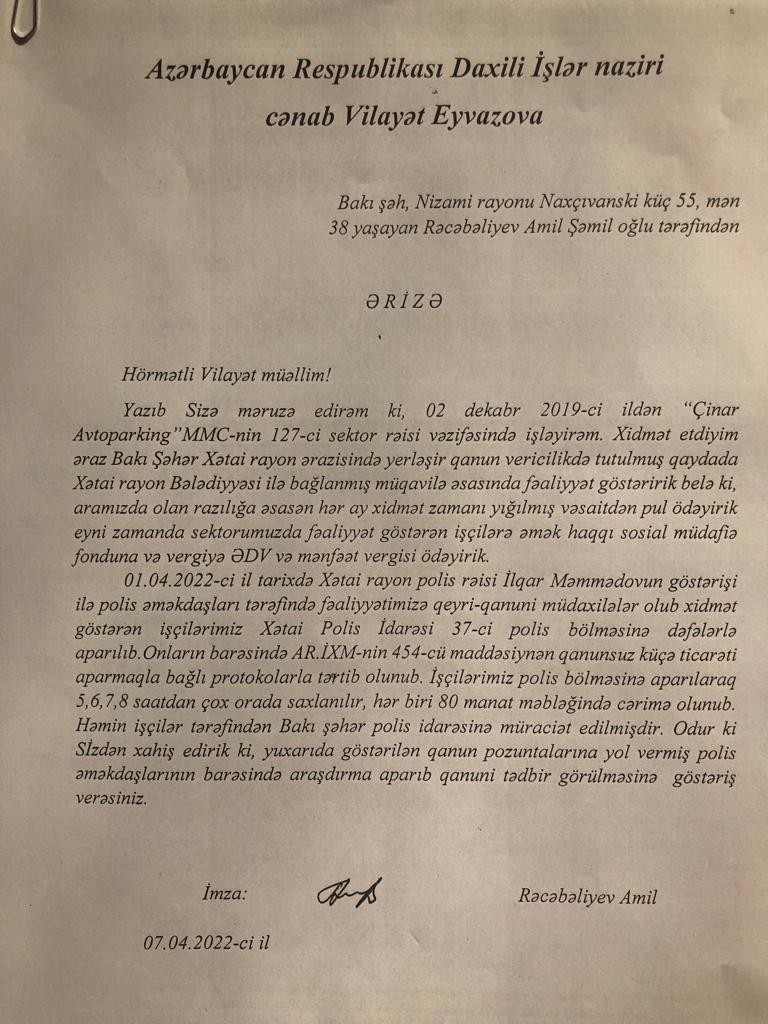 Azərbaycan Respublikası Daxili İşlər naziri
cənab Vilayət Eyvazova
Bakı şəh, Nizami rayonu Naxçıvanski küç 55, mən
38 yaşayan Rəcəbəliyev Amil Şəmil oğlu tərəfindən
ƏRİZƏ
Hörmətli Vilayət müəllim!
Yazıb Sizə məruzə edirəm ki, 02 dekabr 2019-ci ildən “Çinar
Avtoparking”MMC-nin 127-ci sektor rəisi vəzifəsində işləyirəm. Xidmət etdiyim
əraz Bakı Şəhər Xətai rayon ərazisində yerləşir qanun vericilikdə tutulmuş qaydada
Xətai rayon Bələdiyyəsi ilə bağlanmış müqavilə əsasında fəaliyyət göstəririk belə ki,
aramızda olan razılığa əsasən hər ay xidmət zamanı yığılmış vəsaitdən pul ödəyirik
eyni zamanda sektorumuzda fəaliyyət göstərən işçilərə əmək haqqı sosial müdafiə
fonduna və vergiyə ƏDV və mənfəət vergisi ödəyirik.
01.04.2022-ci il tarixdə Xətai rayon polis rəisi İlqar Məmmədovun göstərişi
ilə polis əməkdaşları tərəfində fəaliyyətimizə qeyri-qanuni müdaxilələr olub xidmət
göstərən işçilərimiz Xətai Polis İdarəsi 37-ci polis bölməsinə dəfələrlə
aparılıb.Onların barəsində AR.İXM-nin 454-cü maddəsiynən qanunsuz küçə ticarəti
aparmaqla bağlı protokolarla tərtib olunub. İşçilərimiz polis bölməsinə aparılaraq
5,6,7,8 saatdan çox orada saxlanılır, hər biri 80 manat məbləğində cərimə olunub.
Həmin işçilər tərəfindən Bakı şəhər polis idarəsinə müraciət edilmişdir. Odur ki
Sİzdən xahiş edirik ki, yuxarıda göstərilən qanun pozuntalarına yol vermiş polis
əməkdaşlarının barəsində araşdırma aparıb qanuni tədbir görülməsinə göstəriş
verəsiniz.
İmza: Rəcəbəliyev Amil
07.04.2022-ci il